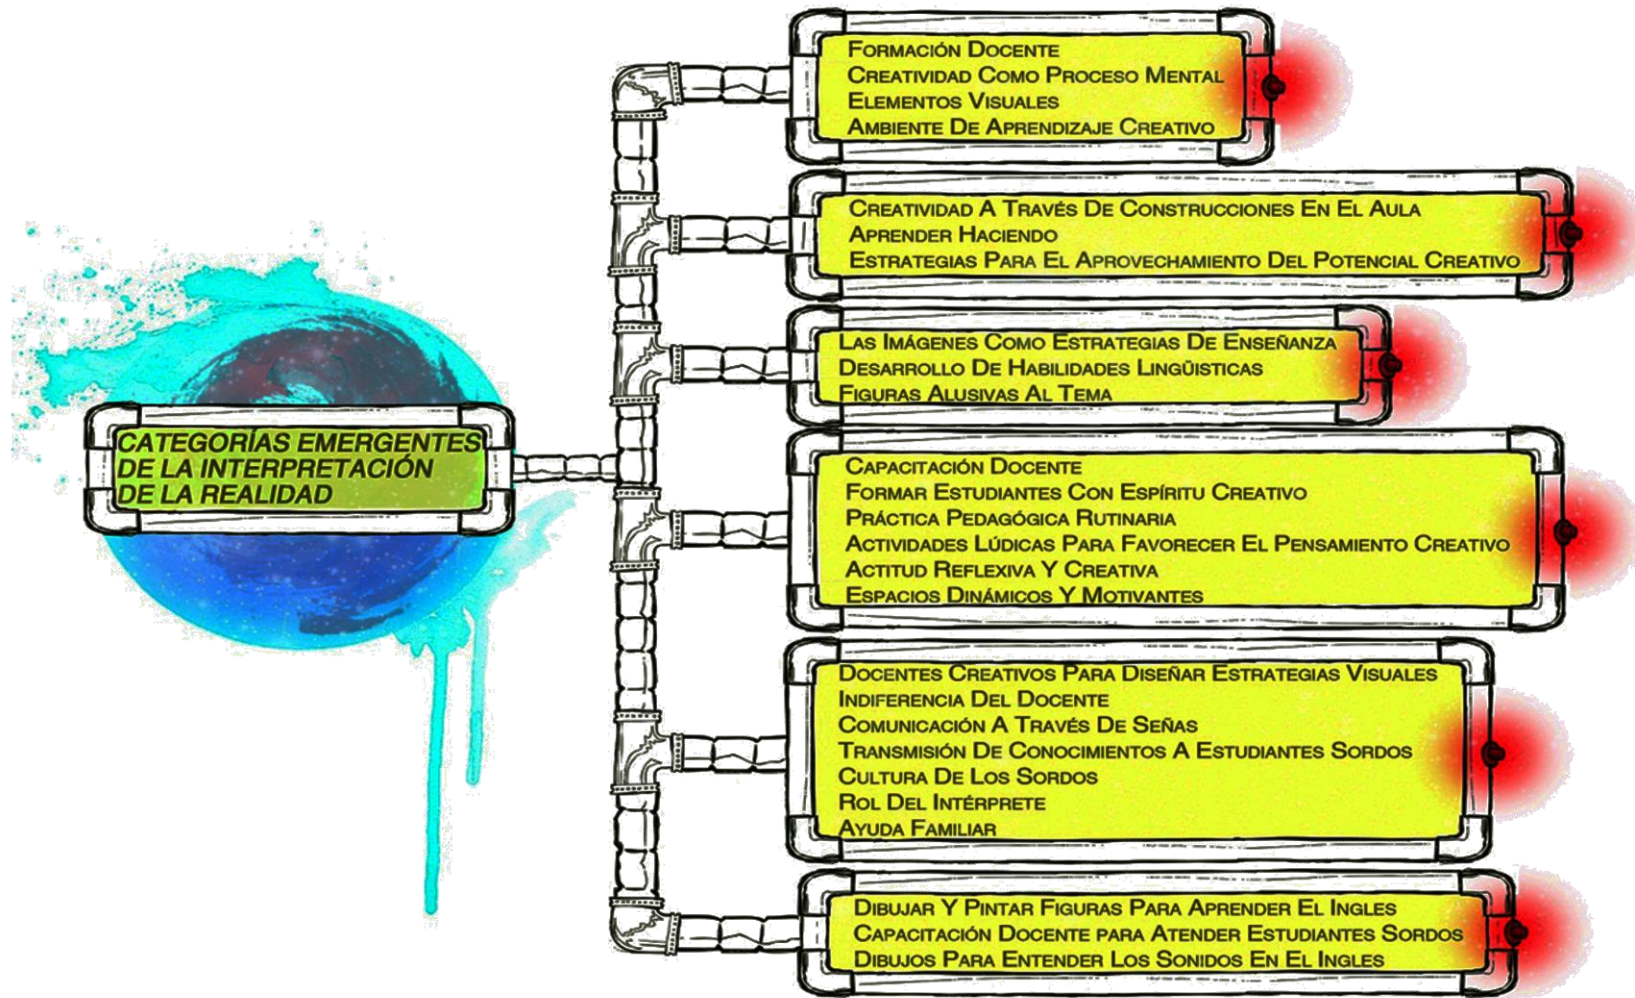 CATEGORÍAS EMERGENTES
DE LA INTERPRETACIÓN
DE LA REALIDAD
FORMACIÓN DOCENTE
CREATIVIDAD COMO PROCESO MENTAL
ELEMENTOS VISUALES
AMBIENTE DE APRENDIZAJE CREATIVO
CREATIVIDAD A TRAVÉS DE CONSTRUCCIONES EN EL AULA
APRENDER HACIENDO
ESTRATEGIAS PARA EL APROVECHAMIENTO DEL POTENCIAL CREATIVO
LAS IMÁGENES COMO ESTRATEGIAS DE ENSEÑANZA
DESARROLLO DE HABILIDADES LINGÜISTICAS
FIGURAS ALUSIVAS AL TEMA
CAPACITACIÓN DOCENTE
FORMAR ESTUDIANTES CON ESPÍRITU CREATIVO
PRÁCTICA PEDAGÓGICA RUTINARIA
ACTIVIDADES LÚDICAS PARA FAVORECER EL PENSAMIENTO CREATIVO
ACTITUD REFLEXIVA Y CREATIVA
ESPACIOS DINÁMICOS Y MOTIVANTES
DOCENTES CREATIVOS PARA DISEÑAR ESTRATEGIAS VISUALES
INDIFERENCIA DEL DOCENTE
COMUNICACIÓN A TRAVÉS DE SEÑAS
TRANSMISIÓN DE CONOCIMIENTOS A ESTUDIANTES SORDOS
CULTURA DE LOS SORDOS
ROL DEL INTÉRPRETE
AYUDA FAMILIAR
DIBUJAR Y PINTAR FIGURAS PARA APRENDER EL INGLES
CAPACITACIÓN DOCENTE PARA ATENDER ESTUDIANTES SORDOS
DIBUJOS PARA ENTENDER LOS SONIDOS EN EL INGLES